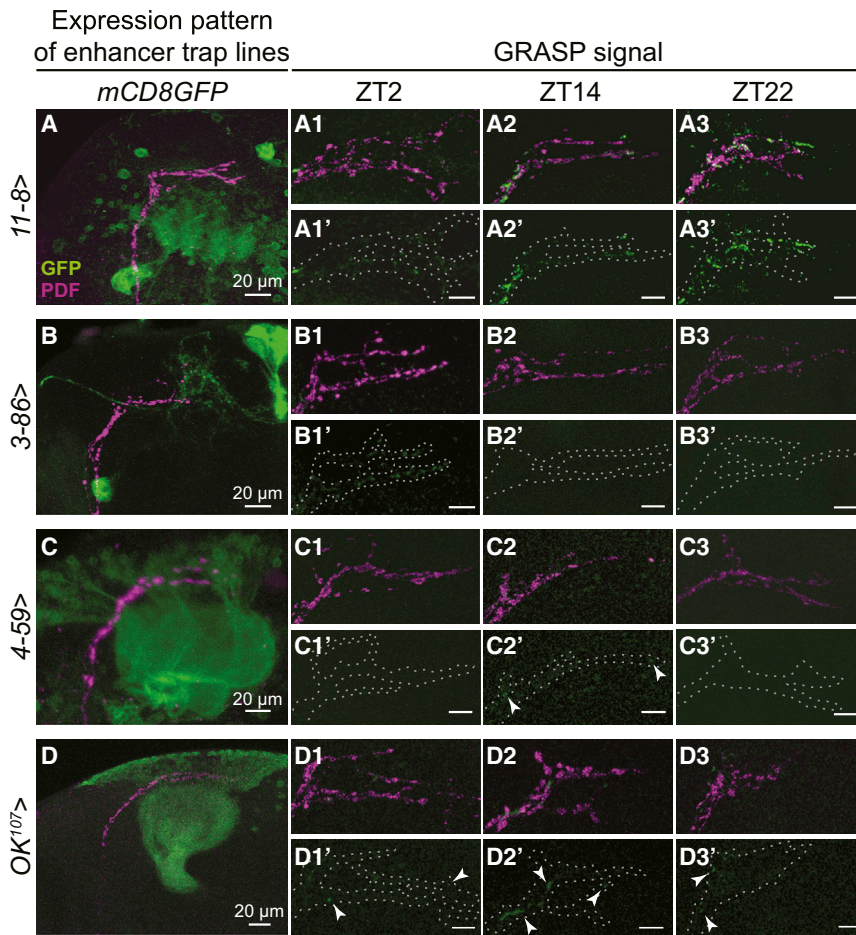 Expression pattern
of enhancer trap lines
GRASP signal
mCD8GFP
ZT2
ZT14
ZT22
11-8>
A
GFP
PDF
20 µm
A1
A2
A3
A1'
A2'
A3'
3-86>
B
20 µm
B1
B2
B3
B1'
B2'
B3'
4-59>
C
20 µm
C1
C2
C3
C1'
C2'
C3'
OK107>
D
20 µm
D1
D2
D3
D1'
D2'
D3'